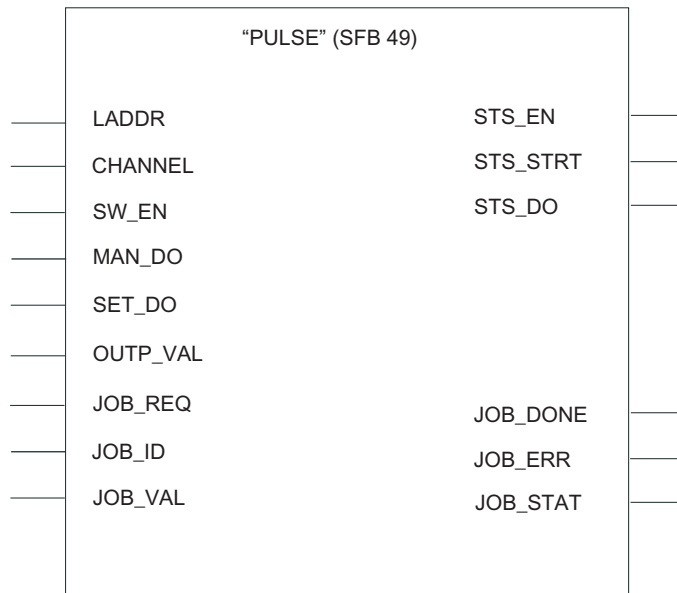 “PULSE” (SFB 49)
LADDR
CHANNEL
SW_EN
MAN_DO
SET_DO
OUTP_VAL
JOB_REQ
JOB_ID
JOB_VAL
STS_EN
STS_STRT
STS_DO
JOB_DONE
JOB_ERR
JOB_STAT